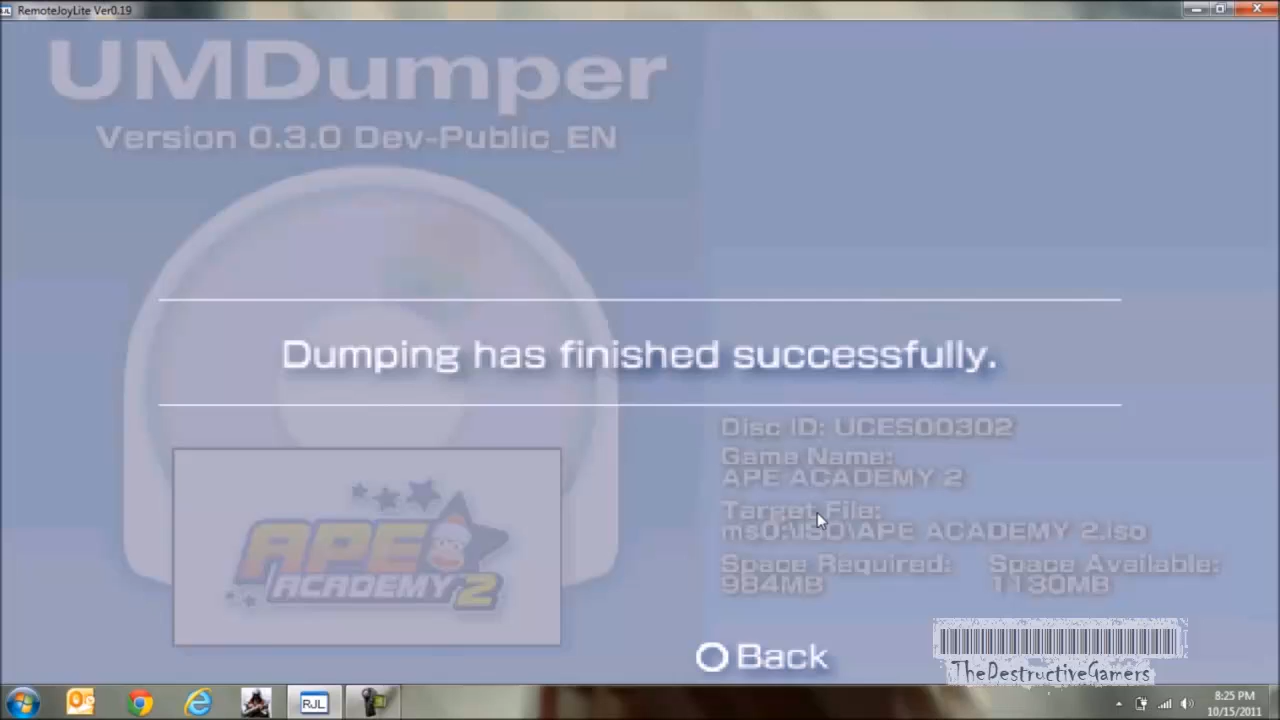 RemoteJoyLite Ver0.19
UMDumper
Version 0.3.0 Dev-Public_EN
Dumping has finished successfully.
Disc ID: UCES00302
Game Name:
APE ACADEMY 2
Target File:
ms0:\ISO\APE ACADEMY 2.iso
Space Required: Space Available:
984MB 1130MB
APE
ACADEMY 2
Back
TheDestructiveGamers
RJL
8:25 PM
10/15/2011